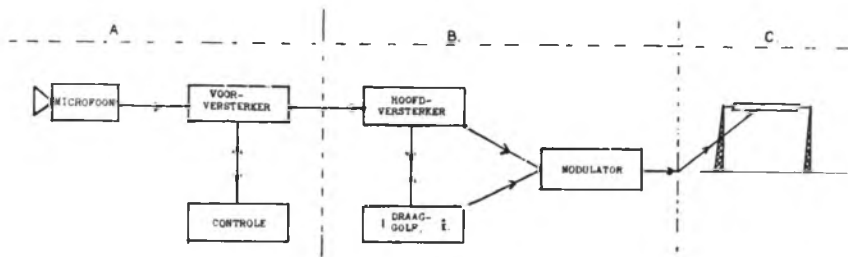 A.
B.
C.
MICROFOON
VOOR-
VERSTERKER
HOOFD-
VERSTERKER
MODULATOR
CONTROLE
DRAAG-
GOLF,